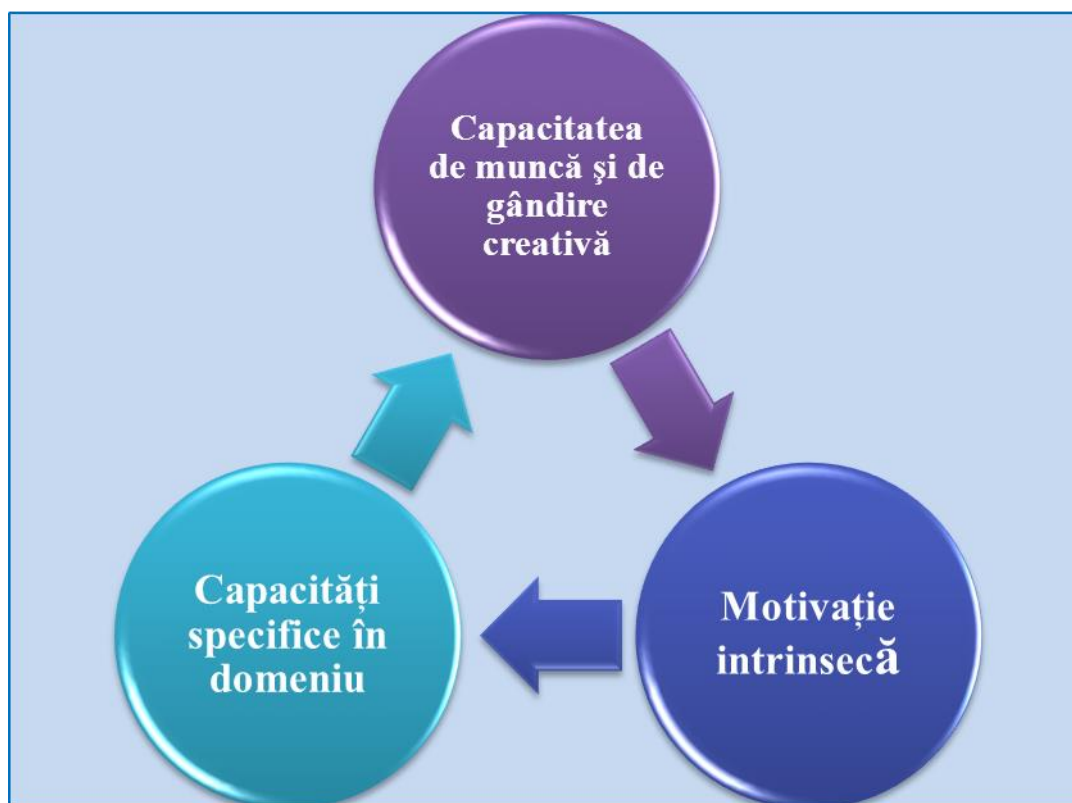 Capacitatea
de muncă şi de
gândire
creativă
Capacități
specifice în
domeniu
Motivație
intrinsecă